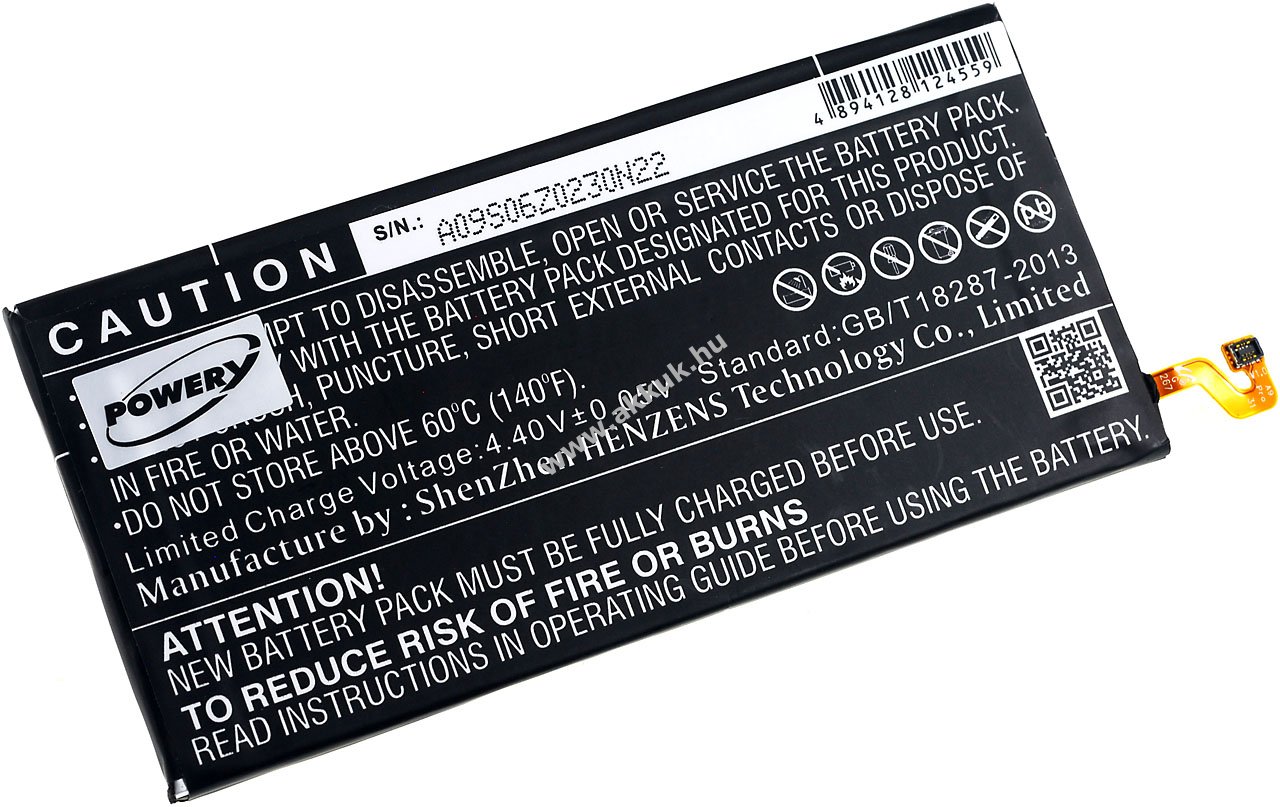 CAUTION
S/N.: A09S06Z0230N22
4 894128 124559
TO DISASSEMBLE, OPEN OR SERVICE THE BATTERY PACK.
WITH THE BATTERY PACK DESIGNATED FOR THIS PRODUCT.
PUNCTURE, SHORT EXTERNAL CONTACTS OR DISPOSE OF
IN FIRE OR WATER.
·DO NOT STORE ABOVE 60°C (140°F).
Limited Charge Voltage:4.40V± Standard:GB/T18287-2013
Manufacture by : ShenZhen HENZENS Technology Co., Limited
POWERY
www.akkuk.hu
Pb
ATTENTION!
NEW BATTERY PACK MUST BE FULLY CHARGED BEFORE USE.
TO REDUCE RISK OF FIRE OR BURNS
READ INSTRUCTIONS IN OPERATING GUIDE BEFORE USING THE BATTERY.